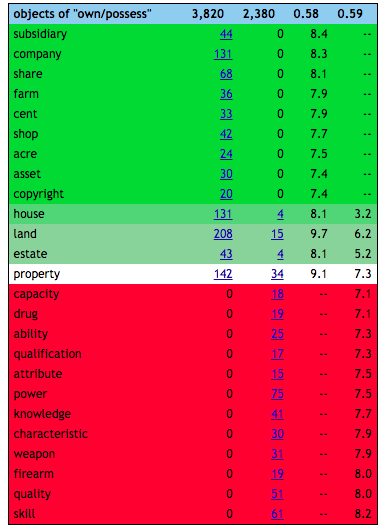 objects of "own/possess" 3,820 2,380 0.58 0.59
subsidiary 44 0 8.4 --
company 131 0 8.3 --
share 68 0 8.1 --
farm 36 0 7.9 --
cent 33 0 7.9 --
shop 42 0 7.7 --
acre 24 0 7.5 --
asset 30 0 7.4 --
copyright 20 0 7.4 --
house 131 4 8.1 3.2
land 208 15 9.7 6.2
estate 43 4 8.1 5.2
property 142 34 9.1 7.3
capacity 0 18 -- 7.1
drug 0 19 -- 7.1
ability 0 25 -- 7.3
qualification 0 17 -- 7.3
attribute 0 15 -- 7.5
power 0 75 -- 7.5
knowledge 0 41 -- 7.7
characteristic 0 30 -- 7.9
weapon 0 31 -- 7.9
firearm 0 19 -- 8.0
quality 0 51 -- 8.0
skill 0 61 -- 8.2